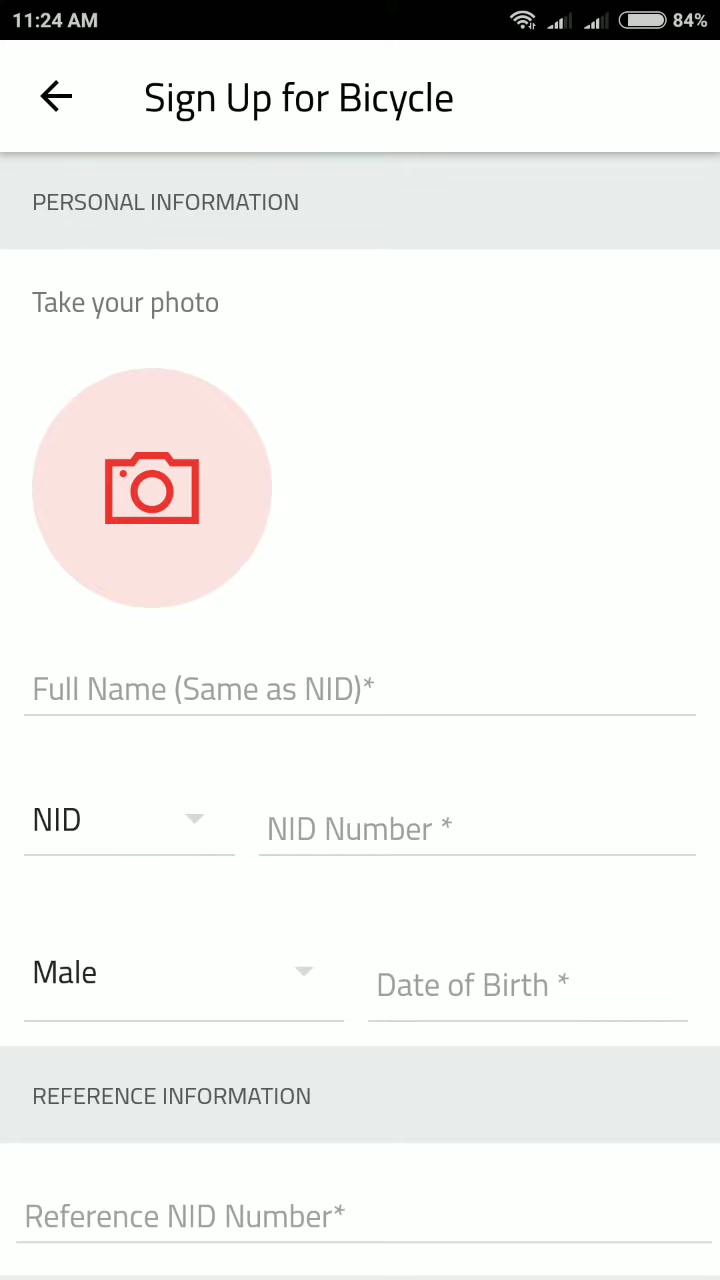 11:24 AM 84%
Sign Up for Bicycle
PERSONAL INFORMATION
Take your photo
Full Name (Same as NID)*
NID NID Number *
Male Date of Birth *
REFERENCE INFORMATION
Reference NID Number*